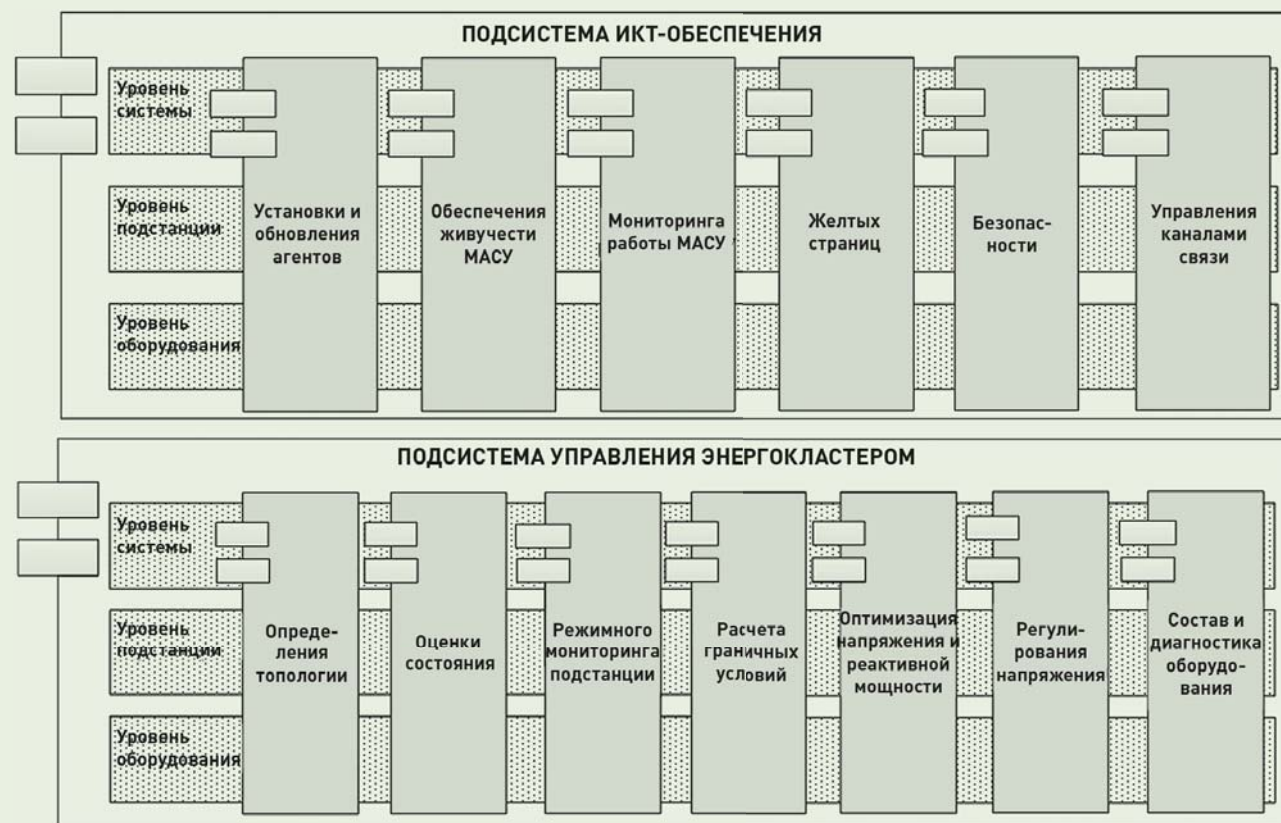 ПОДСИСТЕМА ИКТ-ОБЕСПЕЧЕНИЯ
Уровень
системы
Уровень
подстанции
Уровень
оборудования
Установки и
обновления
агентов
Обеспечения
живучести
МАСУ
Мониторинга
работы МАСУ
Желтых
страниц
Безопас-
ности
Управления
каналами
связи
ПОДСИСТЕМА УПРАВЛЕНИЯ ЭНЕРГОКЛАСТЕРОМ
Уровень
системы
Уровень
подстанции
Уровень
оборудования
Опреде-
ления
топологии
Оценки
состояния
Режимного
мониторинга
подстанции
Расчета
граничных
условий
Оптимизация
напряжения и
реактивной
мощности
Регули-
рования
напряжения
Состав и
диагностика
оборудо-
вания